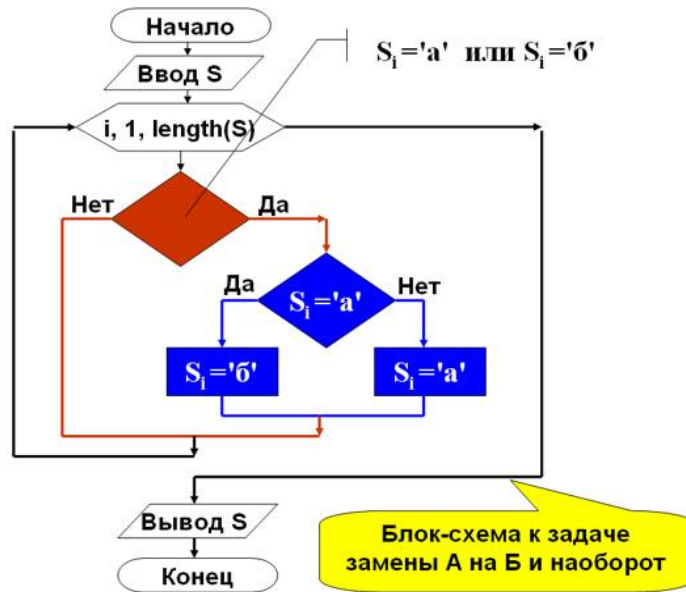 Начало
Si='а' или Si='б'
Ввод S
i, 1, length(S)
Нет
Да
Да
Нет
Si='а'
Si='б'
Si='а'
Вывод S
Блок-схема к задаче
замены А на Б и наоборот
Конец